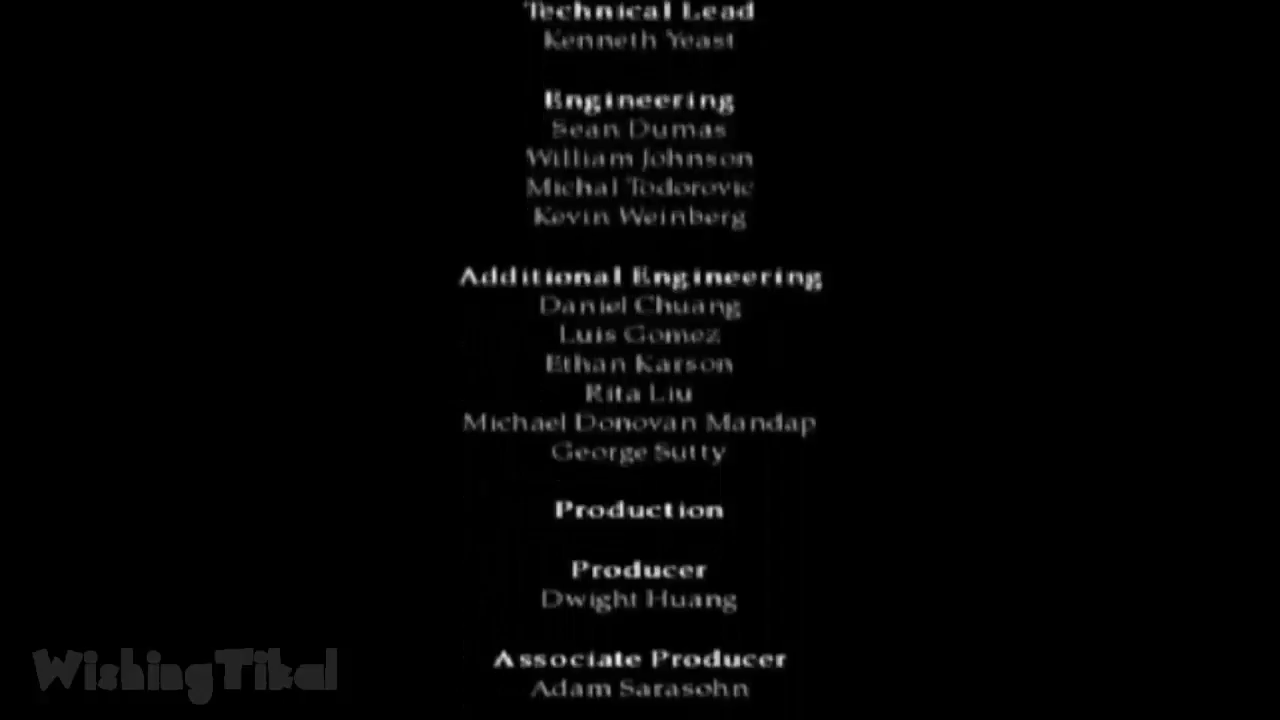 Technical Lead
Kenneth Yeast
Engineering
Sean Dumas
William Johnson
Michal Todorovic
Kevin Weinberg
Additional Engineering
Daniel Chuang
Luis Gomez
Ethan Karson
Rita Liu
Michael Donovan Mandap
George Sutty
Production
Producer
Dwight Huang
Associate Producer
Adam Sarasohn
WishingTikal